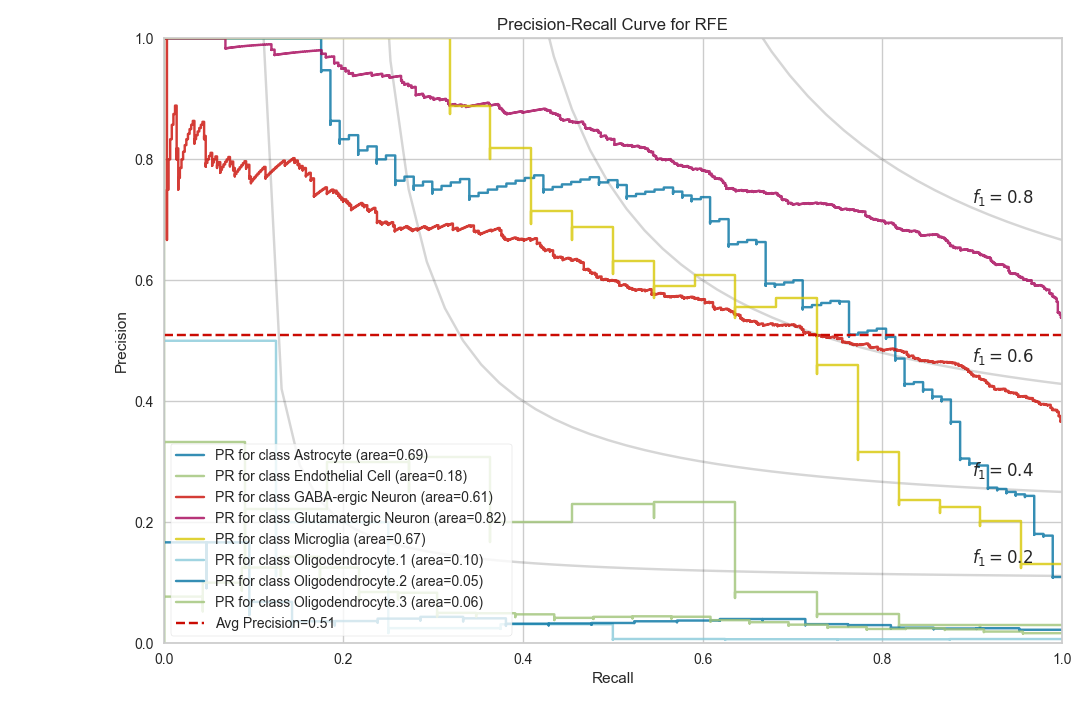 Precision-Recall Curve for RFE
1.0
0.8
0.6
0.4
0.2
0.0
Precision
f1 = 0.8
f1 = 0.6
f1 = 0.4
f1 = 0.2
PR for class Astrocyte (area=0.69)
PR for class Endothelial Cell (area=0.18)
PR for class GABA-ergic Neuron (area=0.61)
PR for class Glutamatergic Neuron (area=0.82)
PR for class Microglia (area=0.67)
PR for class Oligodendrocyte.1 (area=0.10)
PR for class Oligodendrocyte.2 (area=0.05)
PR for class Oligodendrocyte.3 (area=0.06)
Avg Precision=0.51
0.0 0.2 0.4 0.6 0.8 1.0
Recall